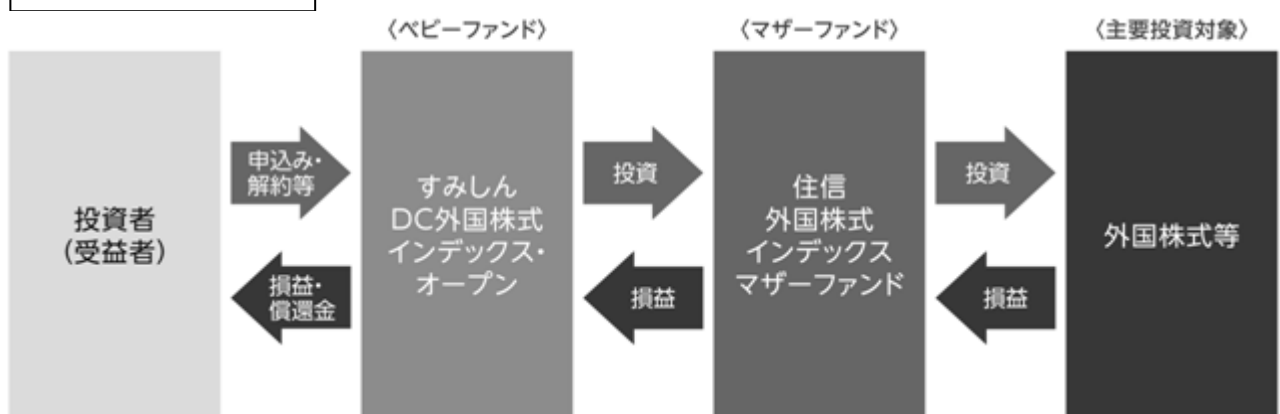 〈ベビーファンド〉
〈マザーファンド〉
〈主要投資対象〉
投資者
(受益者)
申込み・
解約等
損益・
償還金
すみしん
DC外国株式
インデックス・
オープン
投資
損益
住信
外国株式
インデックス
マザーファンド
投資
損益
外国株式等